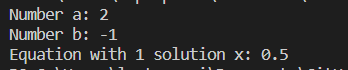 Number a: 2
Number b: -1
Equation with 1 solution x: 0.5